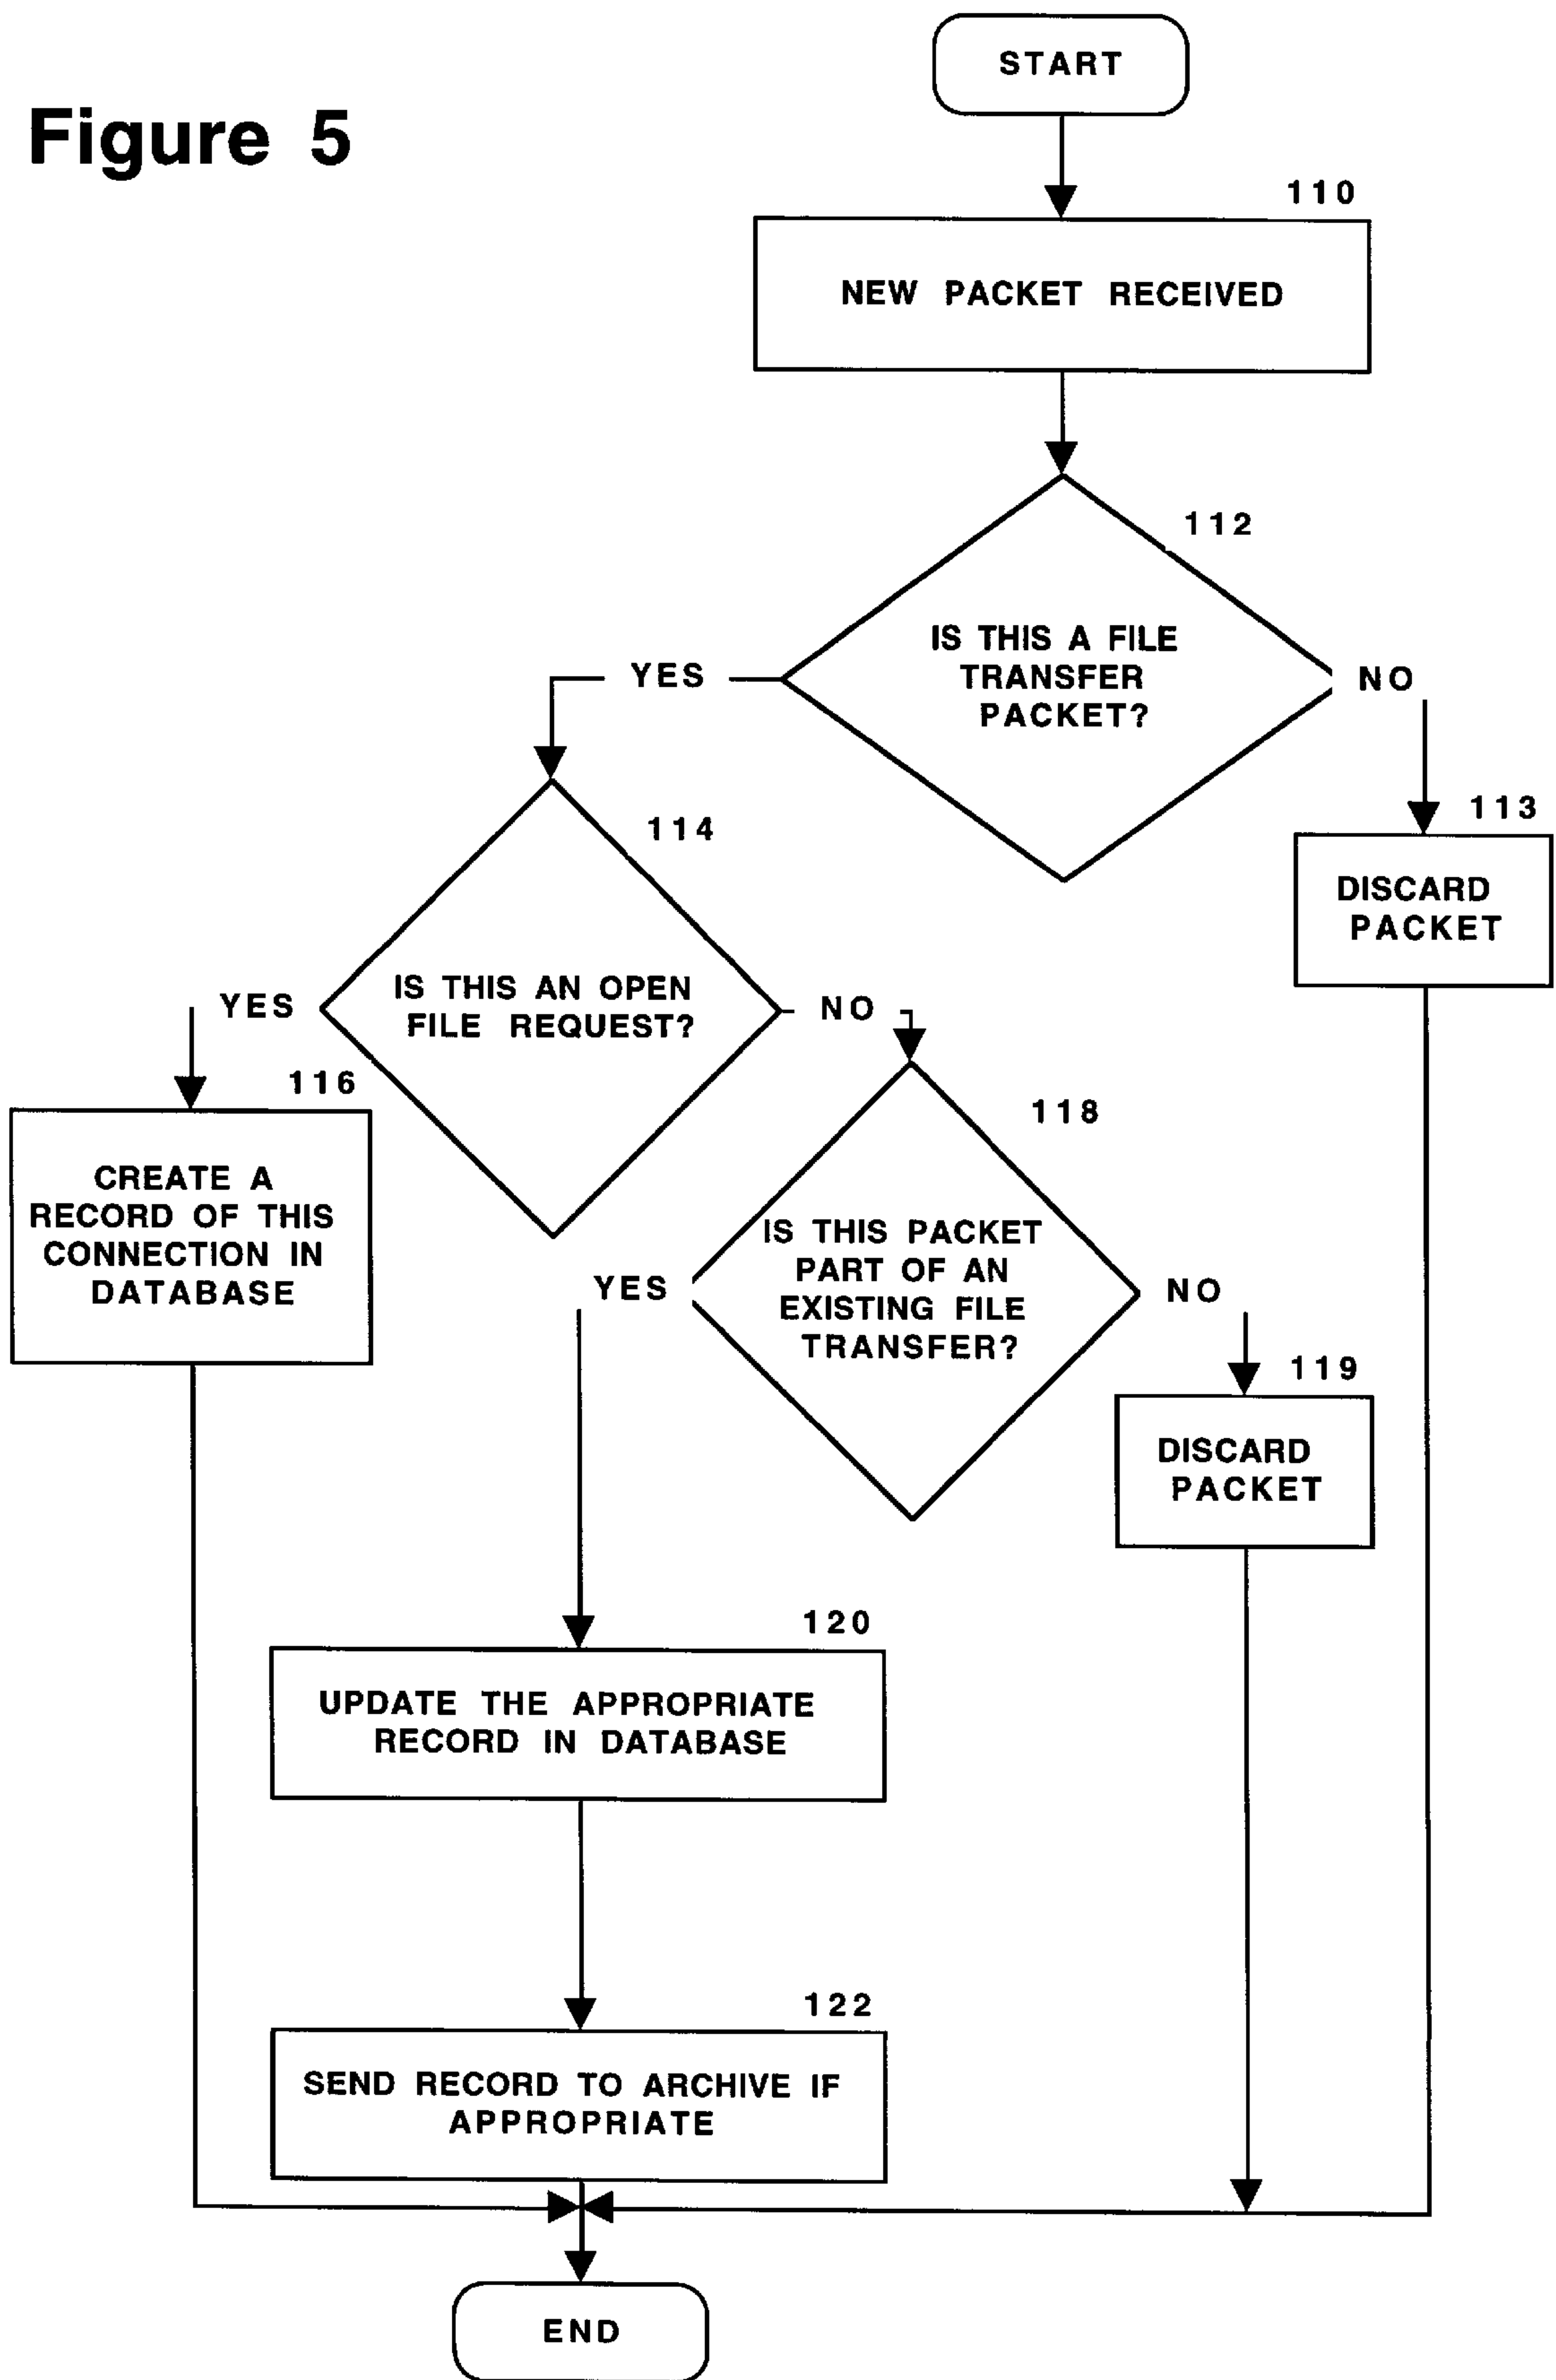 START
Figure 5
110
NEW PACKET RECEIVED
112
IS THIS A FILE
TRANSFER
PACKET?
YES
NO
113
DISCARD
PACKET
114
IS THIS AN OPEN
FILE REQUEST?
YES
NO
116
CREATE A
RECORD OF THIS
CONNECTION IN
DATABASE
118
IS THIS PACKET
PART OF AN
EXISTING FILE
TRANSFER?
YES
NO
119
DISCARD
PACKET
120
UPDATE THE APPROPRIATE
RECORD IN DATABASE
122
SEND RECORD TO ARCHIVE IF
APPROPRIATE
END